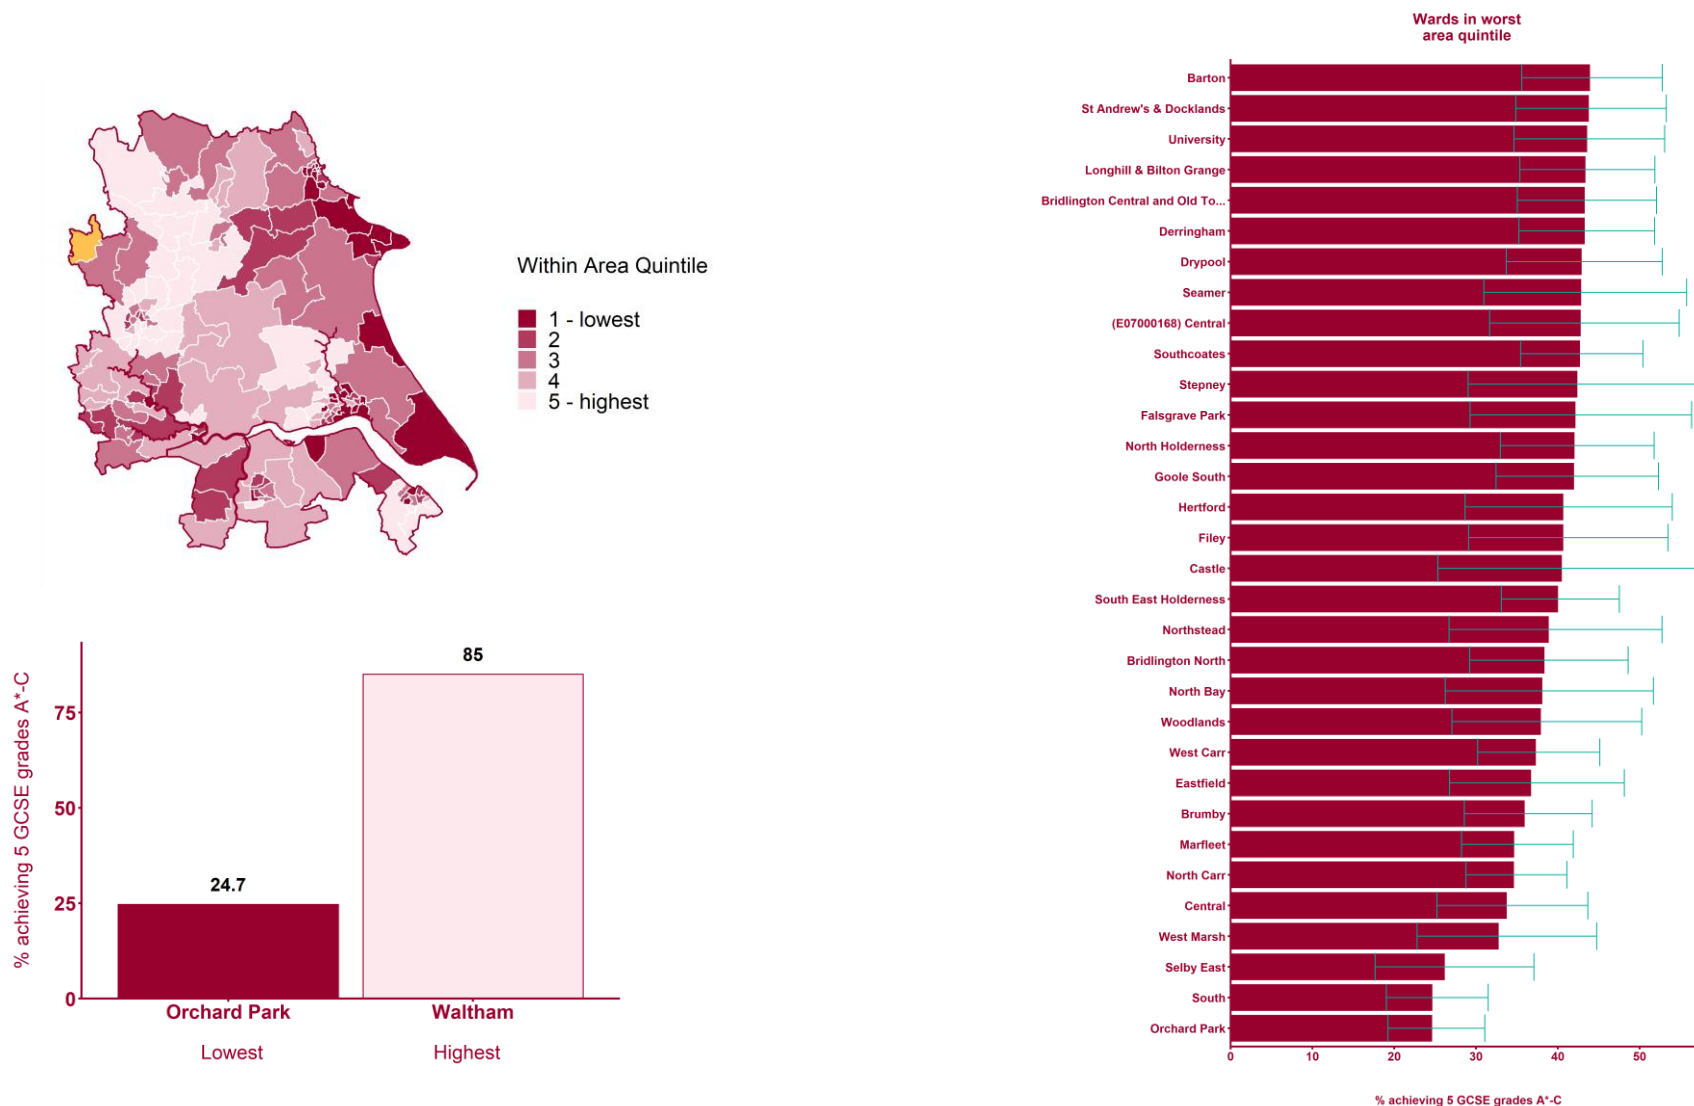 Within Area Quintile
1 - lowest
2
3
4
5 - highest
% achieving 5 GCSE grades A*-C
75
50
25
0
24.7
85
Orchard Park
Waltham
Lowest
Highest
Wards in worst
area quintile
Barton
St Andrew's & Docklands
University
Longhill & Bilton Grange
Bridlington Central and Old To...
Derringham
Drypool
Seamer
(E07000168) Central
Southcoates
Stepney
Falsgrave Park
North Holderness
Goole South
Hertford
Filey
Castle
South East Holderness
Northstead
Bridlington North
North Bay
Woodlands
West Carr
Eastfield
Brumby
Marfleet
North Carr
Central
West Marsh
Selby East
South
Orchard Park
0 10 20 30 40 50
% achieving 5 GCSE grades A*-C